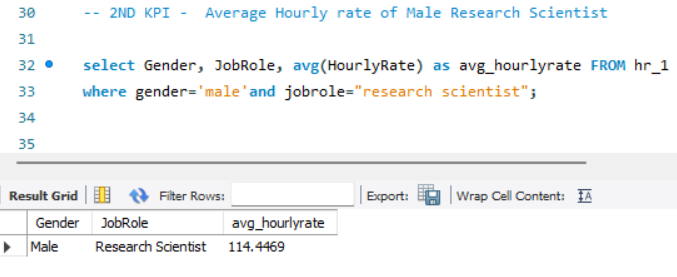 30 -- 2ND KPI - Average Hourly rate of Male Research Scientist
31
32 select Gender, JobRole, avg(HourlyRate) as avg_hourlyrate FROM hr_1
33 where gender='male'and jobrole="research scientist";
34
35
Result Grid Filter Rows: Export: Wrap Cell Content:
Gender JobRole avg_hourlyrate
Male Research Scientist 114.4469